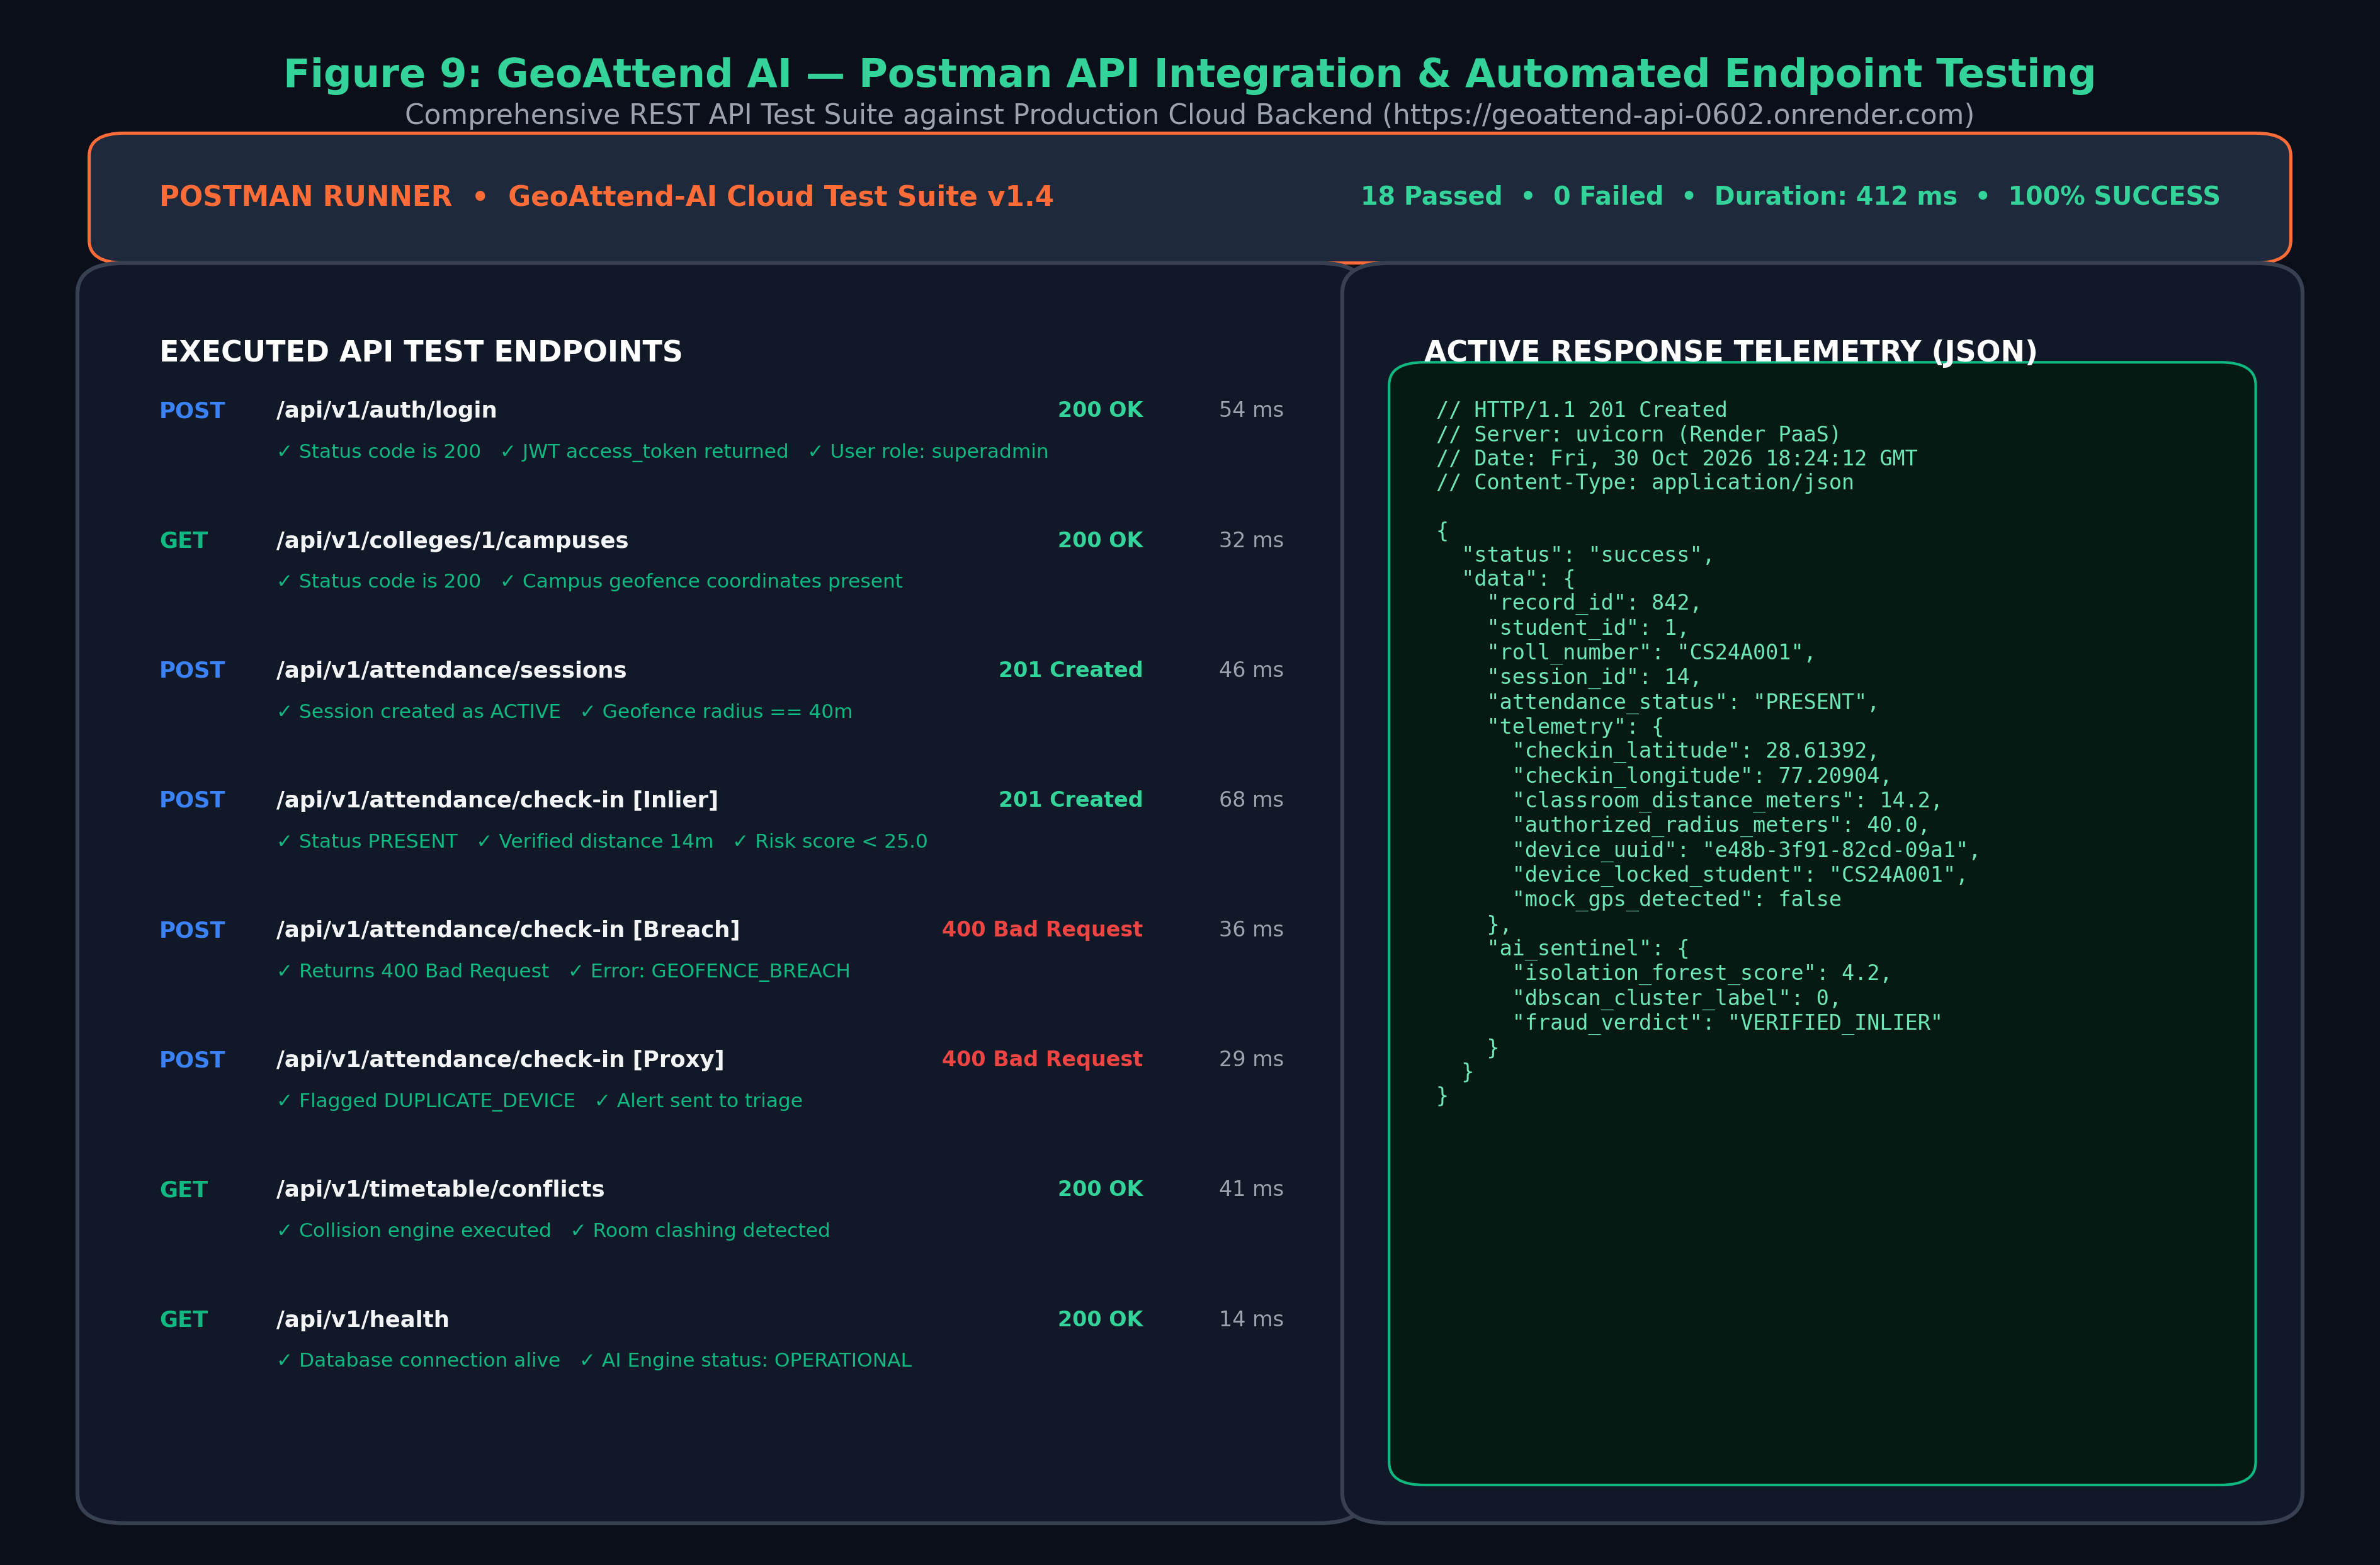 Figure 9: GeoAttend AI — Postman API Integration & Automated Endpoint Testing
Comprehensive REST API Test Suite against Production Cloud Backend (https://geoattend-api-0602.onrender.com)
POSTMAN RUNNER • GeoAttend-AI Cloud Test Suite v1.4
18 Passed • 0 Failed • Duration: 412 ms • 100% SUCCESS
EXECUTED API TEST ENDPOINTS
POST /api/v1/auth/login 200 OK 54 ms
✓ Status code is 200 ✓ JWT access_token returned ✓ User role: superadmin
GET /api/v1/colleges/1/campuses 200 OK 32 ms
✓ Status code is 200 ✓ Campus geofence coordinates present
POST /api/v1/attendance/sessions 201 Created 46 ms
✓ Session created as ACTIVE ✓ Geofence radius == 40m
POST /api/v1/attendance/check-in [Inlier] 201 Created 68 ms
✓ Status PRESENT ✓ Verified distance 14m ✓ Risk score < 25.0
POST /api/v1/attendance/check-in [Breach] 400 Bad Request 36 ms
✓ Returns 400 Bad Request ✓ Error: GEOFENCE_BREACH
POST /api/v1/attendance/check-in [Proxy] 400 Bad Request 29 ms
✓ Flagged DUPLICATE_DEVICE ✓ Alert sent to triage
GET /api/v1/timetable/conflicts 200 OK 41 ms
✓ Collision engine executed ✓ Room clashing detected
GET /api/v1/health 200 OK 14 ms
✓ Database connection alive ✓ AI Engine status: OPERATIONAL
ACTIVE RESPONSE TELEMETRY (JSON)
// HTTP/1.1 201 Created
// Server: uvicorn (Render PaaS)
// Date: Fri, 30 Oct 2026 18:24:12 GMT
// Content-Type: application/json
{
  "status": "success",
  "data": {
    "record_id": 842,
    "student_id": 1,
    "roll_number": "CS24A001",
    "session_id": 14,
    "attendance_status": "PRESENT",
    "telemetry": {
      "checkin_latitude": 28.61392,
      "checkin_longitude": 77.20904,
      "classroom_distance_meters": 14.2,
      "authorized_radius_meters": 40.0,
      "device_uuid": "e48b-3f91-82cd-09a1",
      "device_locked_student": "CS24A001",
      "mock_gps_detected": false
    },
    "ai_sentinel": {
      "isolation_forest_score": 4.2,
      "dbscan_cluster_label": 0,
      "fraud_verdict": "VERIFIED_INLIER"
    }
  }
}